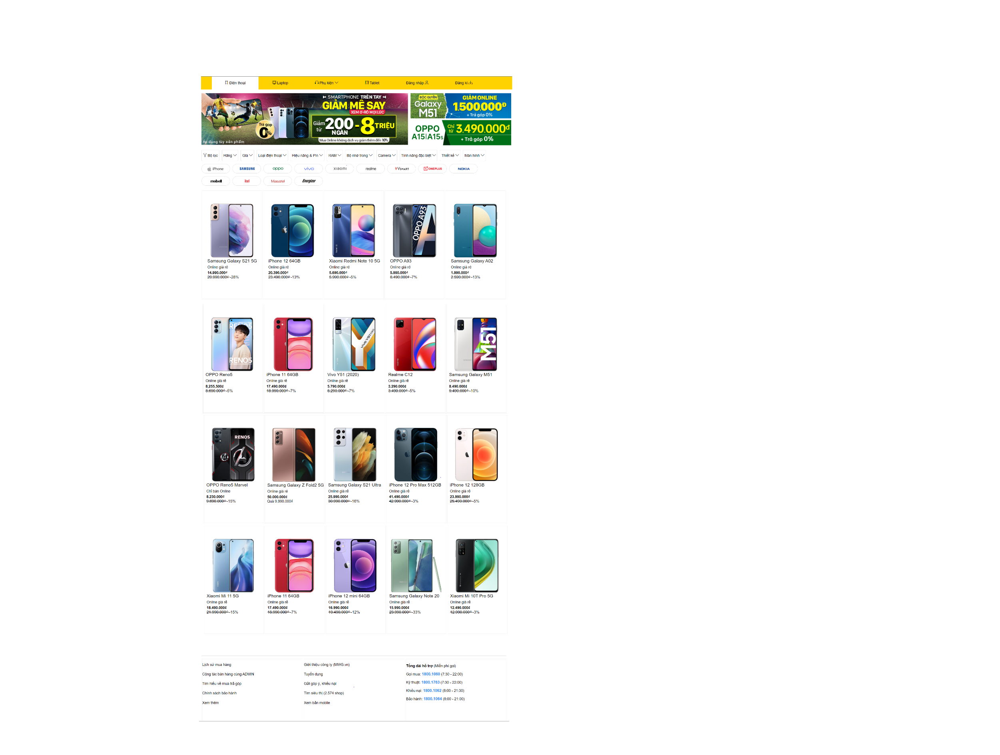 Điện thoại
Laptop
Phụ kiện
Tablet
Đăng nhập
Đăng kí
SMARTPHONE TRÊN TAY
GIẢM MÊ SAY
XEM Ơ-RÔ MỌI LÚC
Trả góp
0%
Giảm từ 200 NGÀN - 8 TRIỆU
Mua Online không dịch vụ giảm thêm đến 10%
Áp dụng tùy sản phẩm
ĐỘC QUYỀN
Galaxy
M51
GIẢM ONLINE
1.500.000Đ
+ Trả góp 0%
OPPO
A15|A15s
Chỉ từ 3.490.000đ
+ Trả góp 0%
Bộ lọc
Hãng
Giá
Loại điện thoại
Hiệu năng & Pin
RAM
Bộ nhớ trong
Camera
Tính năng đặc biệt
Thiết kế
Màn hình
iPhone
SAMSUNG
oppo
vivo
xiaomi
realme
VSMART
ONEPLUS
NOKIA
mobell
itel
Masstel
Energizer
OPPO A93
Samsung Galaxy S21 5G
Online giá rẻ
14.990.000₫
20.990.000₫ -28%
iPhone 12 64GB
Online giá rẻ
20.390.000₫
23.490.000₫ -13%
Xiaomi Redmi Note 10 5G
Online giá rẻ
5.690.000₫
5.990.000₫ -5%
OPPO A93
Online giá rẻ
5.990.000₫
6.490.000₫ -7%
Samsung Galaxy A02
Online giá rẻ
1.990.000₫
2.590.000₫ -13%
RENO5
RENO5
vivo Y51
realme
M51
OPPO Reno5
Online giá rẻ
8,255,500₫
8.690.000₫ -5%
iPhone 11 64GB
Online giá rẻ
17.490.000₫
18.990.000₫ -7%
Vivo Y51 (2020)
Online giá rẻ
5.790.000₫
6.290.000₫ -7%
Realme C12
Online giá rẻ
3.290.000₫
3.490.000₫ -5%
Samsung Galaxy M51
Online giá rẻ
8.490.000₫
9.490.000₫ -10%
RENO5
OPPO Reno5 Marvel
Chỉ bán Online
8.230.000₫
9.690.000₫ -15%
Samsung Galaxy Z Fold2 5G
Online giá rẻ
50.000.000₫
Quà 9.990.000₫
Samsung Galaxy S21 Ultra
Online giá rẻ
25.990.000₫
30.990.000₫ -16%
iPhone 12 Pro Max 512GB
Online giá rẻ
41.490.000₫
42.990.000₫ -3%
iPhone 12 128GB
Online giá rẻ
23.990.000₫
25.490.000₫ -5%
Xiaomi Mi 11 5G
Online giá rẻ
18.490.000₫
21.990.000₫ -15%
iPhone 11 64GB
Online giá rẻ
17.490.000₫
18.990.000₫ -7%
iPhone 12 mini 64GB
Online giá rẻ
16.990.000₫
19.490.000₫ -12%
Samsung Galaxy Note 20
Online giá rẻ
15.990.000₫
23.990.000₫ -33%
Xiaomi Mi 10T Pro 5G
Online giá rẻ
12.490.000₫
12.990.000₫ -3%
Lịch sử mua hàng
Cộng tác bán hàng cùng ADMIN
Tìm hiểu về mua trả góp
Chính sách bảo hành
Xem thêm
Giới thiệu công ty (MWG.vn)
Tuyển dụng
Gửi góp ý, khiếu nại
Tìm siêu thị (2.574 shop)
Xem bản mobile
Tổng đài hỗ trợ (Miễn phí gọi)
Gọi mua: 1800.1060 (7:30 - 22:00)
Kỹ thuật: 1800.1763 (7:30 - 22:00)
Khiếu nại: 1800.1062 (8:00 - 21:30)
Bảo hành: 1800.1064 (8:00 - 21:00)